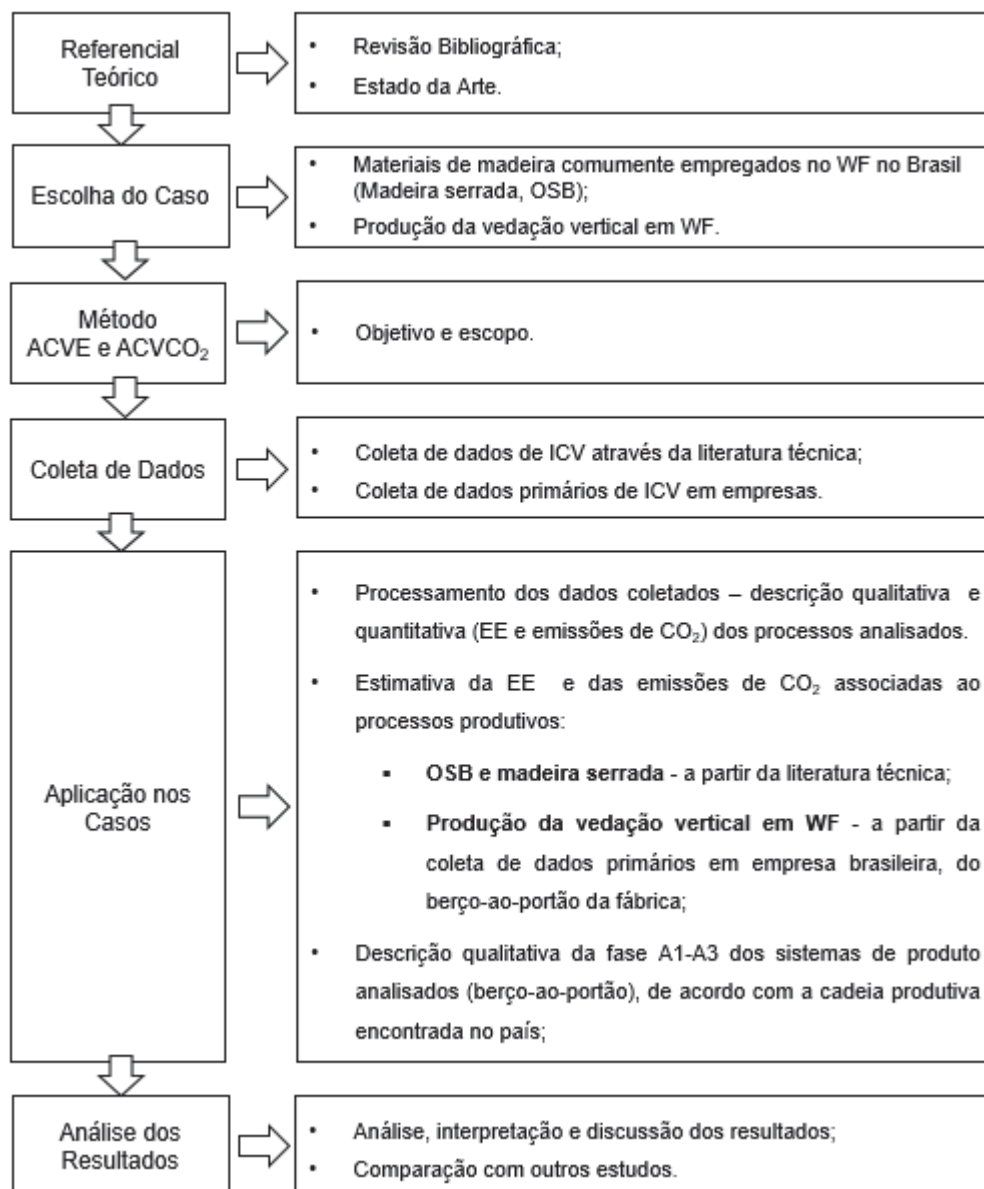 Referencial
Teórico
• Revisão Bibliográfica;
• Estado da Arte.
Escolha do Caso
• Materiais de madeira comumente empregados no WF no Brasil
(Madeira serrada, OSB);
• Produção da vedação vertical em WF.
Método
ACVE e ACVCO₂
• Objetivo e escopo.
Coleta de Dados
• Coleta de dados de ICV através da literatura técnica;
• Coleta de dados primários de ICV em empresas.
Aplicação nos
Casos
• Processamento dos dados coletados – descrição qualitativa e
quantitativa (EE e emissões de CO₂) dos processos analisados.
• Estimativa da EE e das emissões de CO₂ associadas ao
processos produtivos:
▪ OSB e madeira serrada - a partir da literatura técnica;
▪ Produção da vedação vertical em WF - a partir da
coleta de dados primários em empresa brasileira, do
berço-ao-portão da fábrica;
• Descrição qualitativa da fase A1-A3 dos sistemas de produto
analisados (berço-ao-portão), de acordo com a cadeia produtiva
encontrada no país;
Análise dos
Resultados
• Análise, interpretação e discussão dos resultados;
• Comparação com outros estudos.